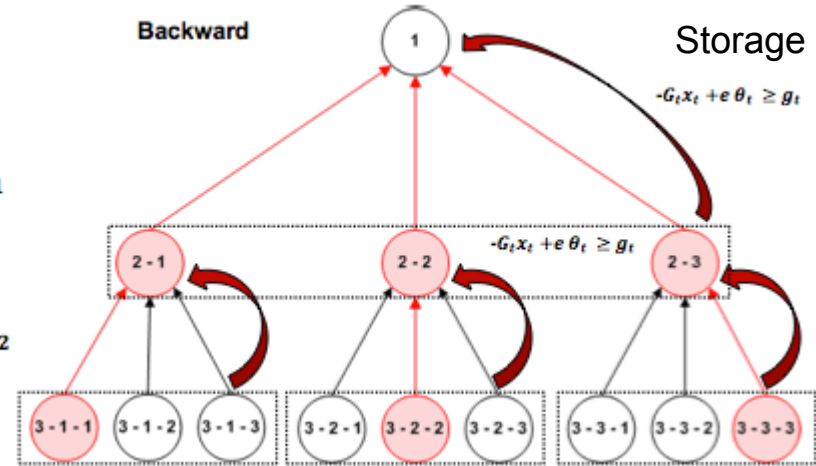 Backward
1
Storage
-Gₜxₜ +e θₜ ≥ gₜ
2 - 1
2 - 2
-Gₜxₜ +e θₜ ≥ gₜ
2 - 3
2
3 - 1 - 1
3 - 1 - 2
3 - 1 - 3
3 - 2 - 1
3 - 2 - 2
3 - 2 - 3
3 - 3 - 1
3 - 3 - 2
3 - 3 - 3